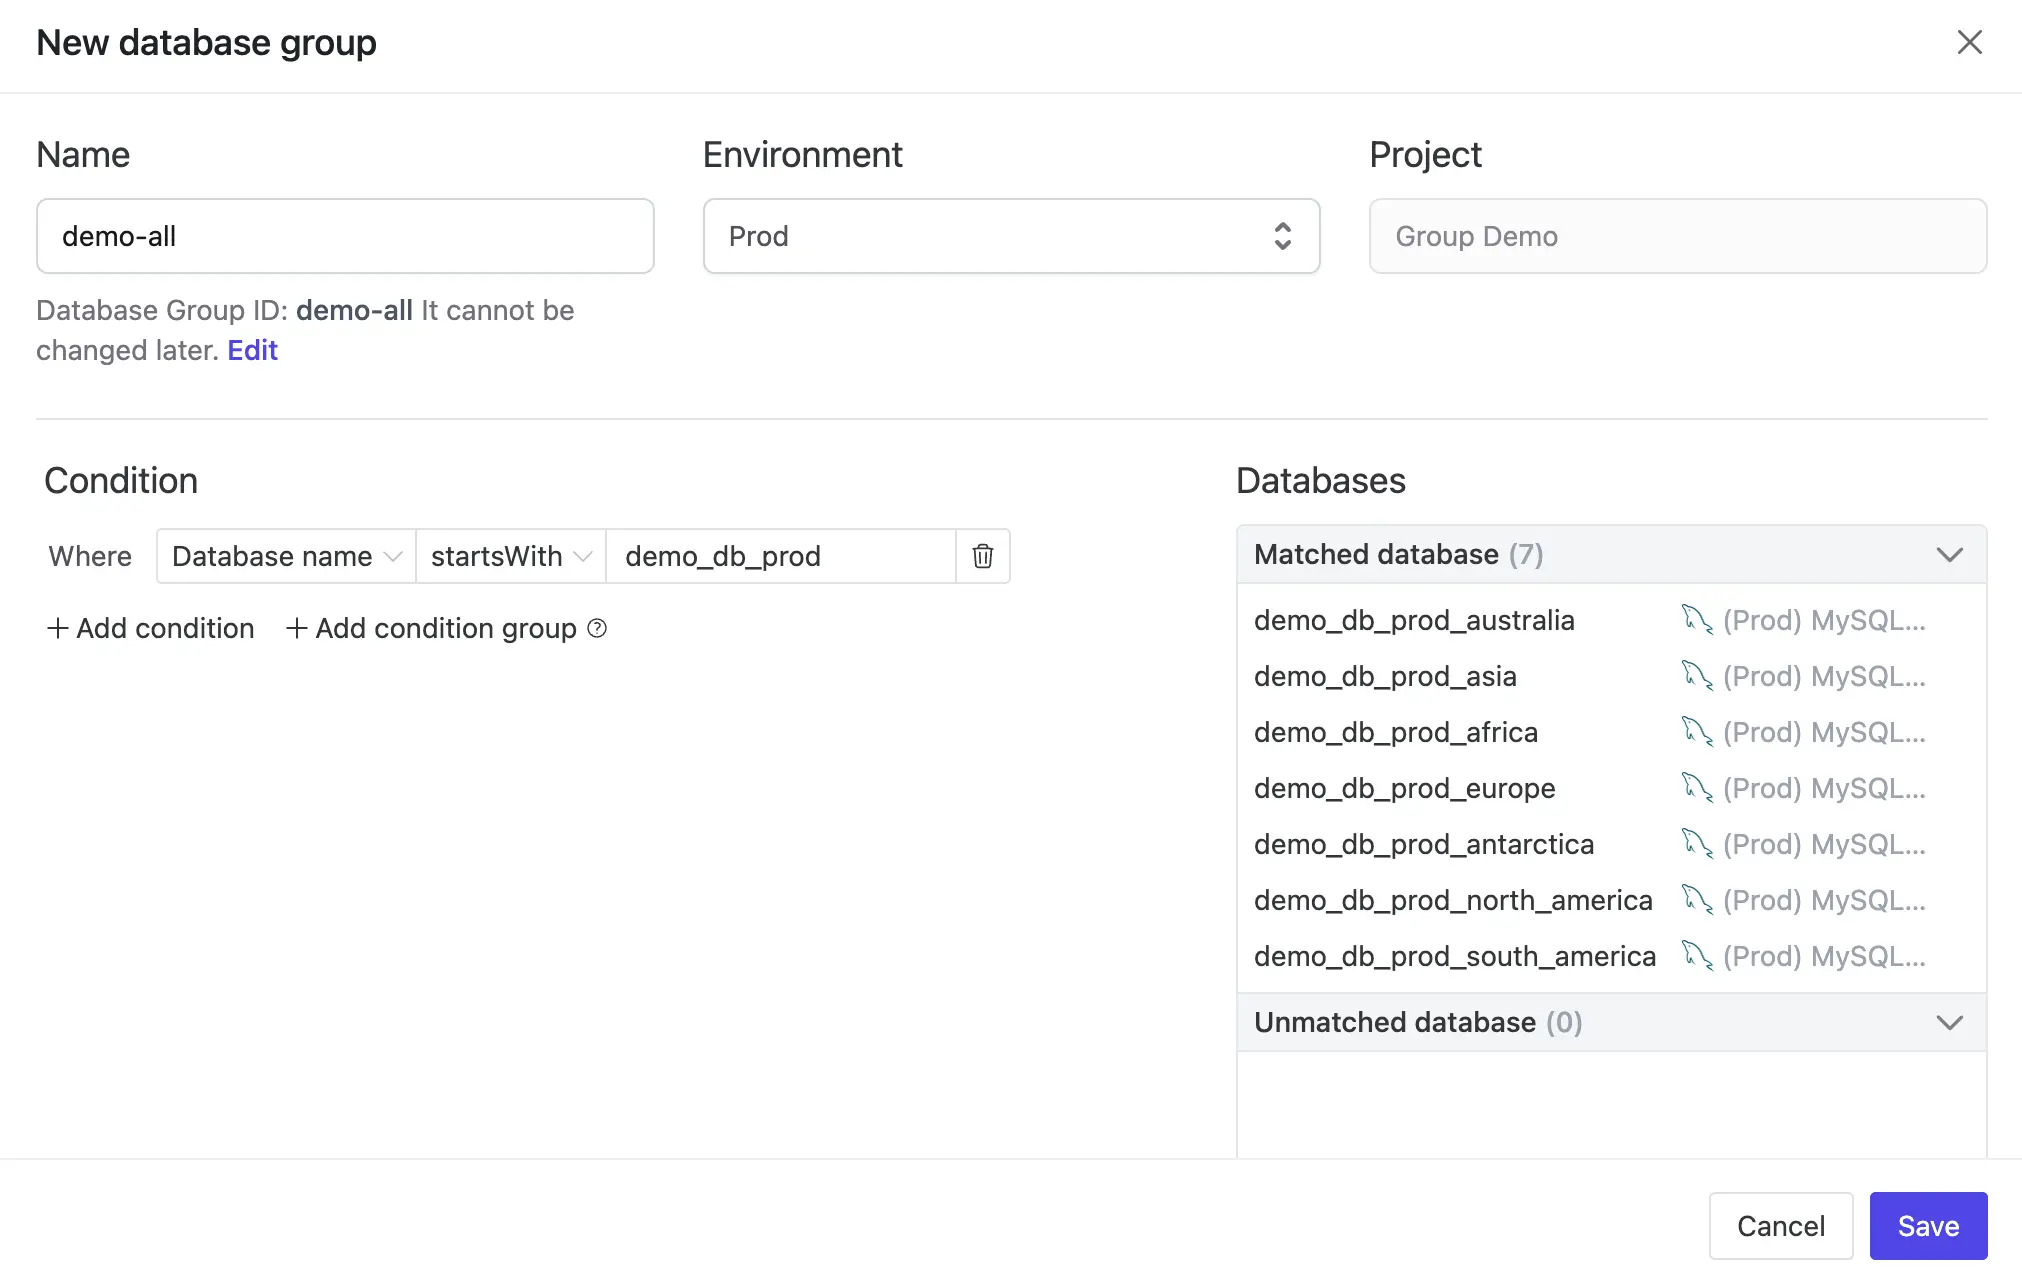 New database group
Name
Environment
Project
demo-all
Prod
Group Demo
Database Group ID: demo-all It cannot be
changed later. Edit
Condition
Databases
Where Database name startsWith demo_db_prod
+ Add condition + Add condition group ?
Matched database (7)
demo_db_prod_australia (Prod) MySQL...
demo_db_prod_asia (Prod) MySQL...
demo_db_prod_africa (Prod) MySQL...
demo_db_prod_europe (Prod) MySQL...
demo_db_prod_antarctica (Prod) MySQL...
demo_db_prod_north_america (Prod) MySQL...
demo_db_prod_south_america (Prod) MySQL...
Unmatched database (0)
Cancel
Save